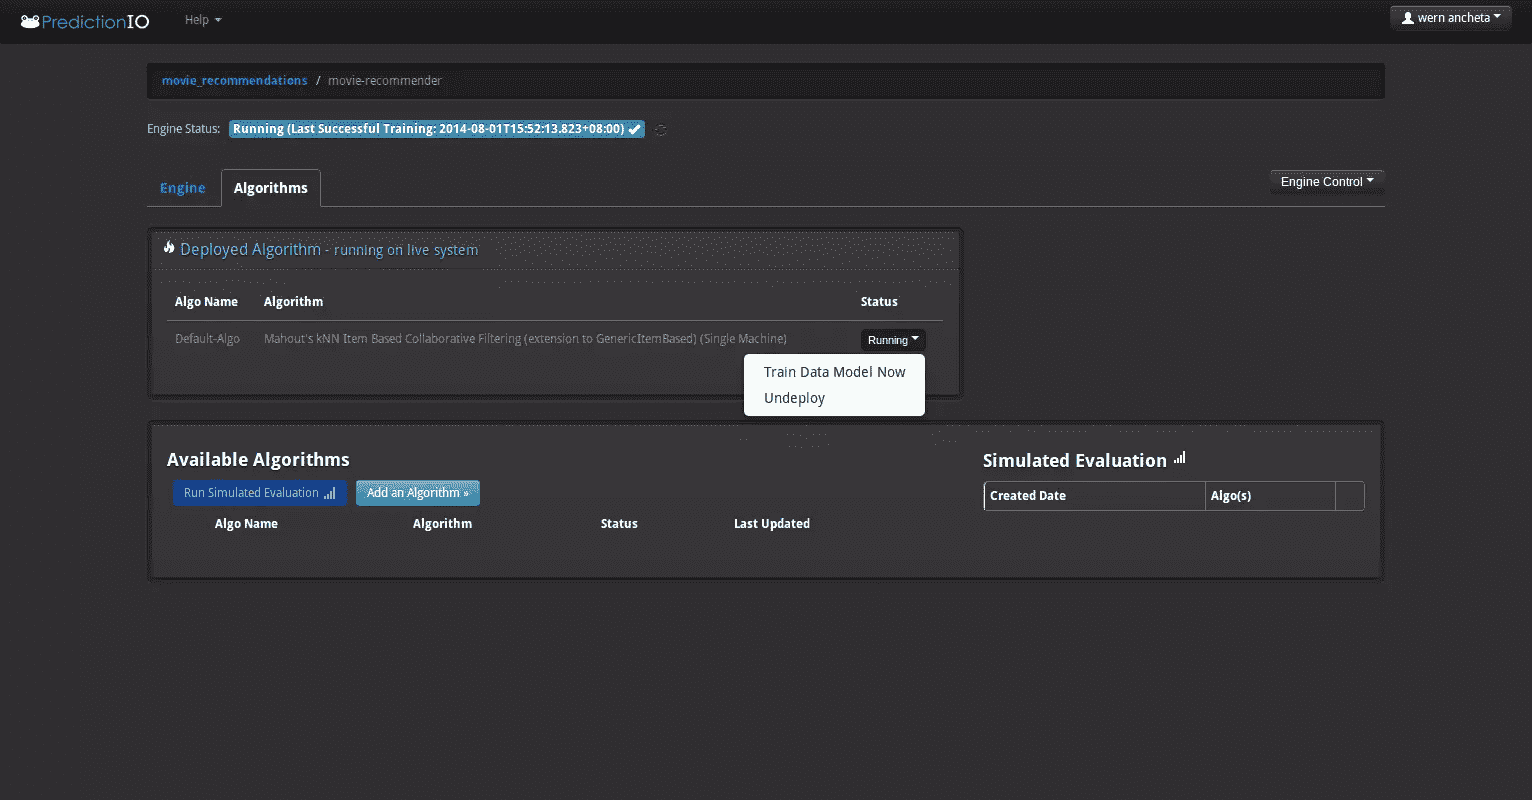 PredictionIO Help wern ancheta
movie_recommendations / movie-recommender
Engine Status: Running (Last Successful Training: 2014-08-01T15:52:13.823+08:00)
Engine Algorithms Engine Control
Deployed Algorithm - running on live system
Algo Name Algorithm Status
Default-Algo Mahout's kNN Item Based Collaborative Filtering (extension to GenericItemBased) (Single Machine) Running
Train Data Model Now
Undeploy
Available Algorithms
Run Simulated Evaluation Add an Algorithm »
Algo Name Algorithm Status Last Updated
Simulated Evaluation
Created Date Algo(s)